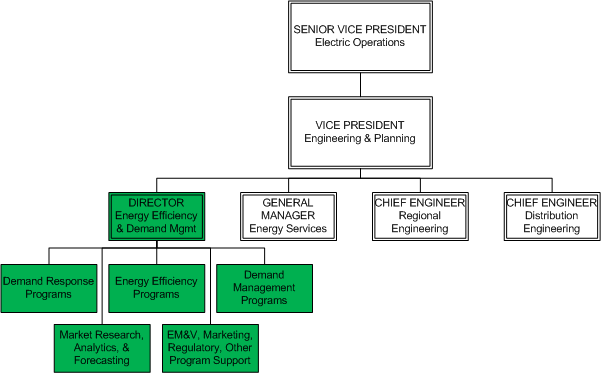 SENIOR VICE PRESIDENT
Electric Operations
VICE PRESIDENT
Engineering & Planning
DIRECTOR
Energy Efficiency
& Demand Mgmt
GENERAL
MANAGER
Energy Services
CHIEF ENGINEER
Regional
Engineering
CHIEF ENGINEER
Distribution
Engineering
Demand Response
Programs
Energy Efficiency
Programs
Demand
Management
Programs
Market Research,
Analytics, &
Forecasting
EM&V, Marketing,
Regulatory, Other
Program Support